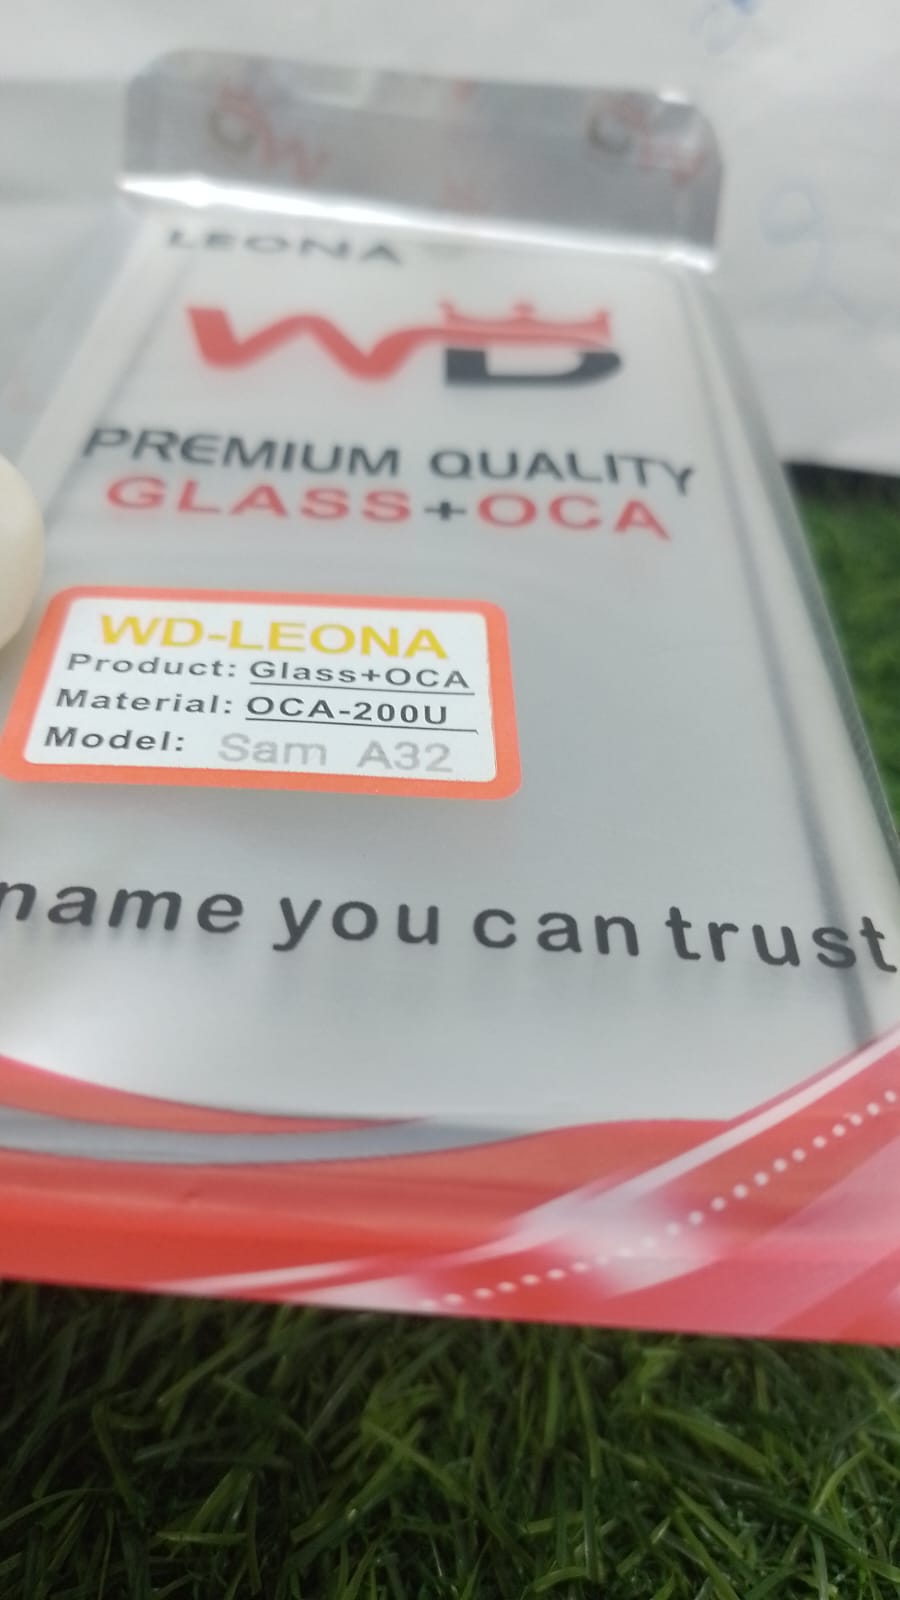 LEONA
WD
PREMIUM QUALITY
GLASS+OCA
WD-LEONA
Product: Glass+OCA
Material: OCA-200U
Model: Sam A32
name you can trust